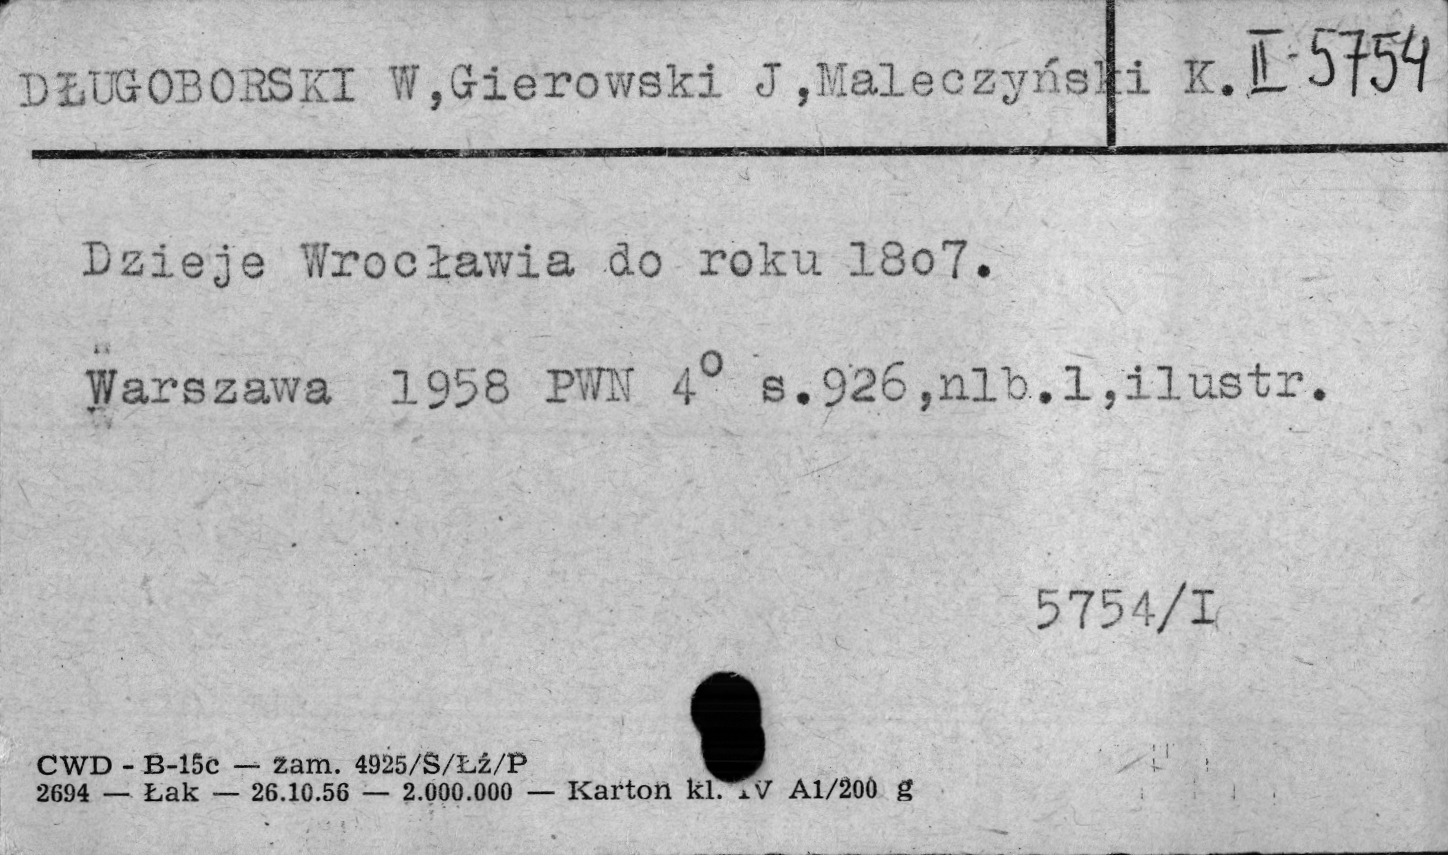 DŁUGOBORSKI W,Gierowski J,Maleczyński K. II-5754
Dzieje Wrocławia do roku 18o7.
Warszawa 1958 PWN 4° s.926,nlb.1,ilustr.
5754/I
CWD - B-15c — zam. 4925/S/Łź/P
2694 — Łak — 26.10.56 — 2.000.000 — Karton kl. IV A1/200 g